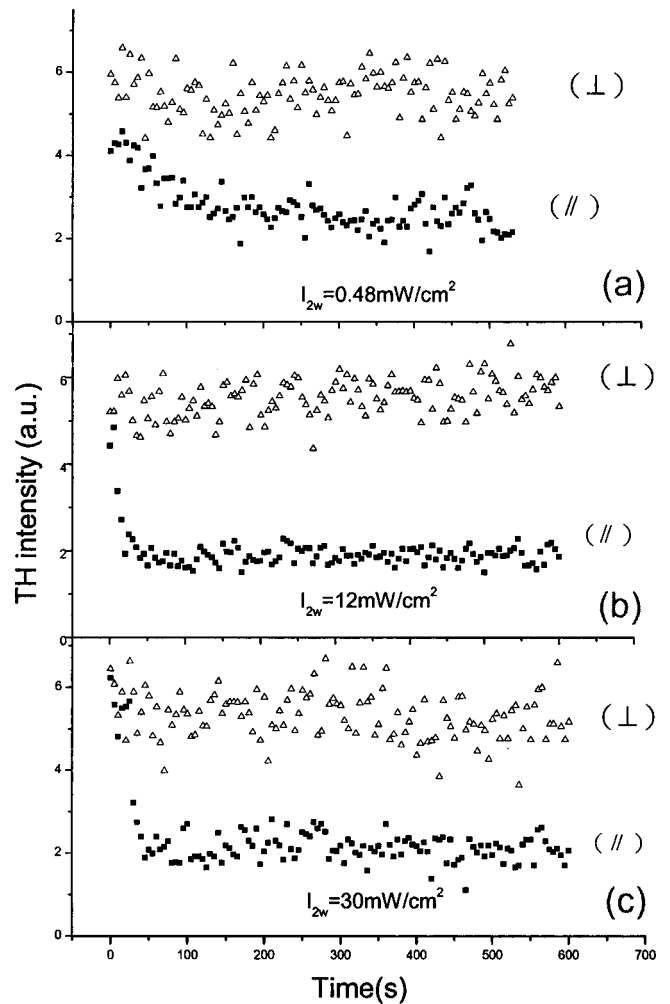 6
4
2
0
(⊥)
(//)
I2w=0.48mW/cm2
(a)
6
4
2
0
(⊥)
(//)
I2w=12mW/cm2
(b)
6
4
2
0
(⊥)
(//)
I2w=30mW/cm2
(c)
TH intensity (a.u.)
0 100 200 300 400 500 600 700
Time(s)